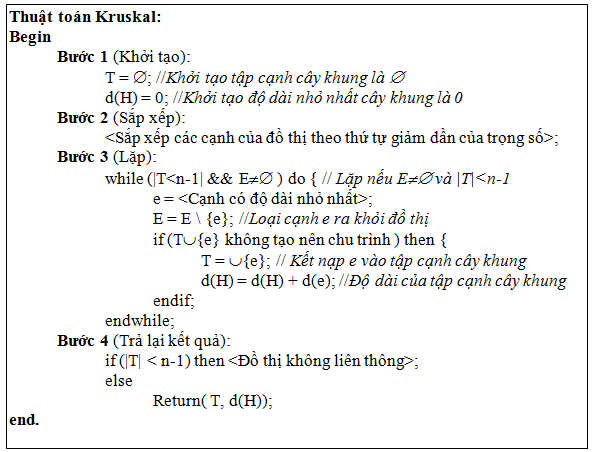 Thuật toán Kruskal:
Begin
Bước 1 (Khởi tạo):
T = ∅; //Khởi tạo tập cạnh cây khung là ∅
d(H) = 0; //Khởi tạo độ dài nhỏ nhất cây khung là 0
Bước 2 (Sắp xếp):
<Sắp xếp các cạnh của đồ thị theo thứ tự giảm dần của trọng số>;
Bước 3 (Lặp):
while (|T<n-1| && E≠∅ ) do { // Lặp nếu E≠∅ và |T|<n-1
e = <Cạnh có độ dài nhỏ nhất>;
E = E \ {e}; //Loại cạnh e ra khỏi đồ thị
if (T∪{e} không tạo nên chu trình ) then {
T = ∪{e}; // Kết nạp e vào tập cạnh cây khung
d(H) = d(H) + d(e); //Độ dài của tập cạnh cây khung
endif;
endwhile;
Bước 4 (Trả lại kết quả):
if (|T| < n-1) then <Đồ thị không liên thông>;
else
Return( T, d(H));
end.